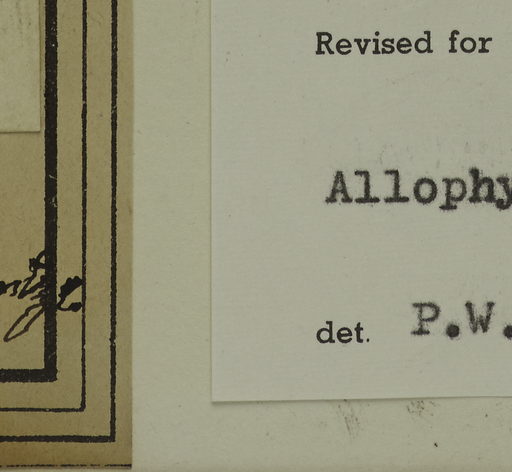 Revised for
Allophy
det. P.W.